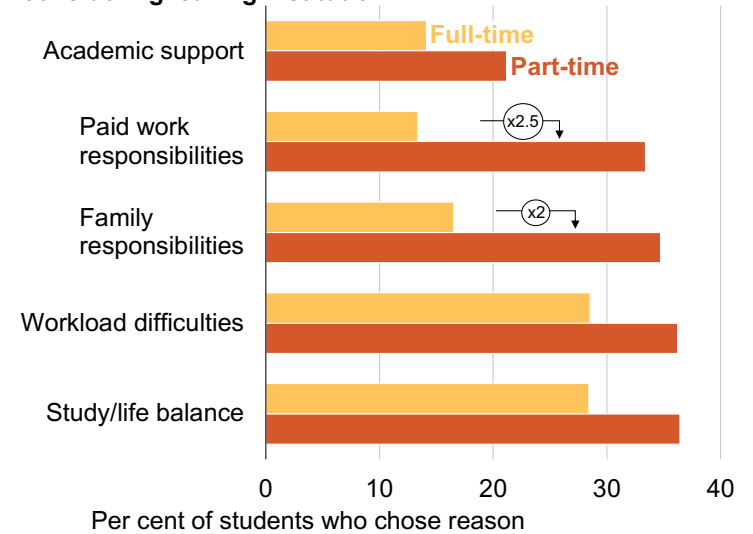 Academic support
Full-time
Part-time
Paid work
responsibilities
x2.5
Family
responsibilities
x2
Workload difficulties
Study/life balance
0 10 20 30 40
Per cent of students who chose reason